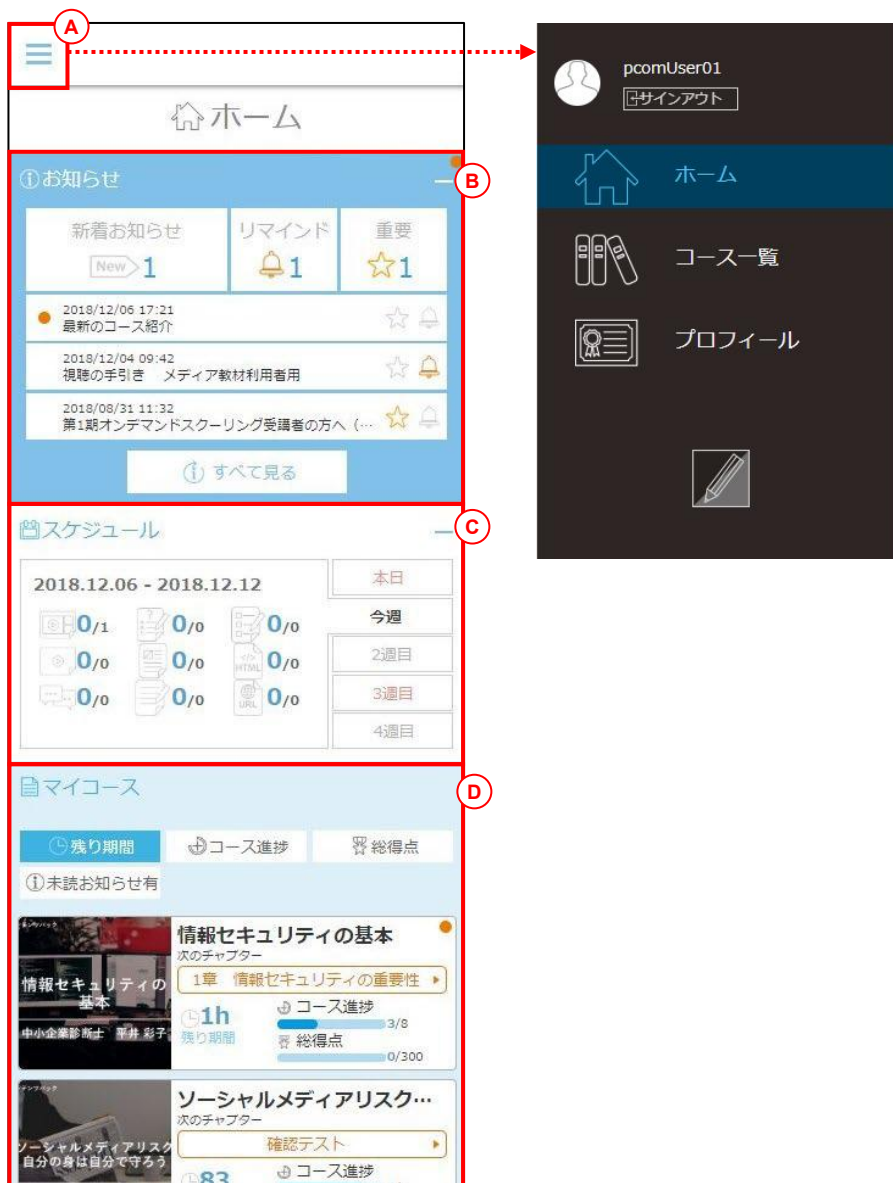 A
ホーム
お知らせ
B
新着お知らせ
リマインド
重要
New 1
1
1
2018/12/06 17:21
最新のコース紹介
2018/12/04 09:42
視聴の手引き　メディア教材利用者用
2018/08/31 11:32
第1期オンデマンドスクーリング受講者の方へ（…
すべて見る
スケジュール
C
2018.12.06 - 2018.12.12
0/1 0/0 0/0
0/0 0/0 HTML 0/0
0/0 0/0 URL 0/0
本日
今週
2週目
3週目
4週目
マイコース
D
残り期間
コース進捗
総得点
未読お知らせ有
情報セキュリティの
基本
中小企業診断士　平井 彩子
情報セキュリティの基本
次のチャプター
1章　情報セキュリティの重要性
1h
残り期間
コース進捗
3/8
総得点
0/300
ソーシャルメディアリスク
自分の身は自分で守ろう
ソーシャルメディアリスク…
次のチャプター
確認テスト
83
コース進捗
pcomUser01
サインアウト
ホーム
コース一覧
プロフィール